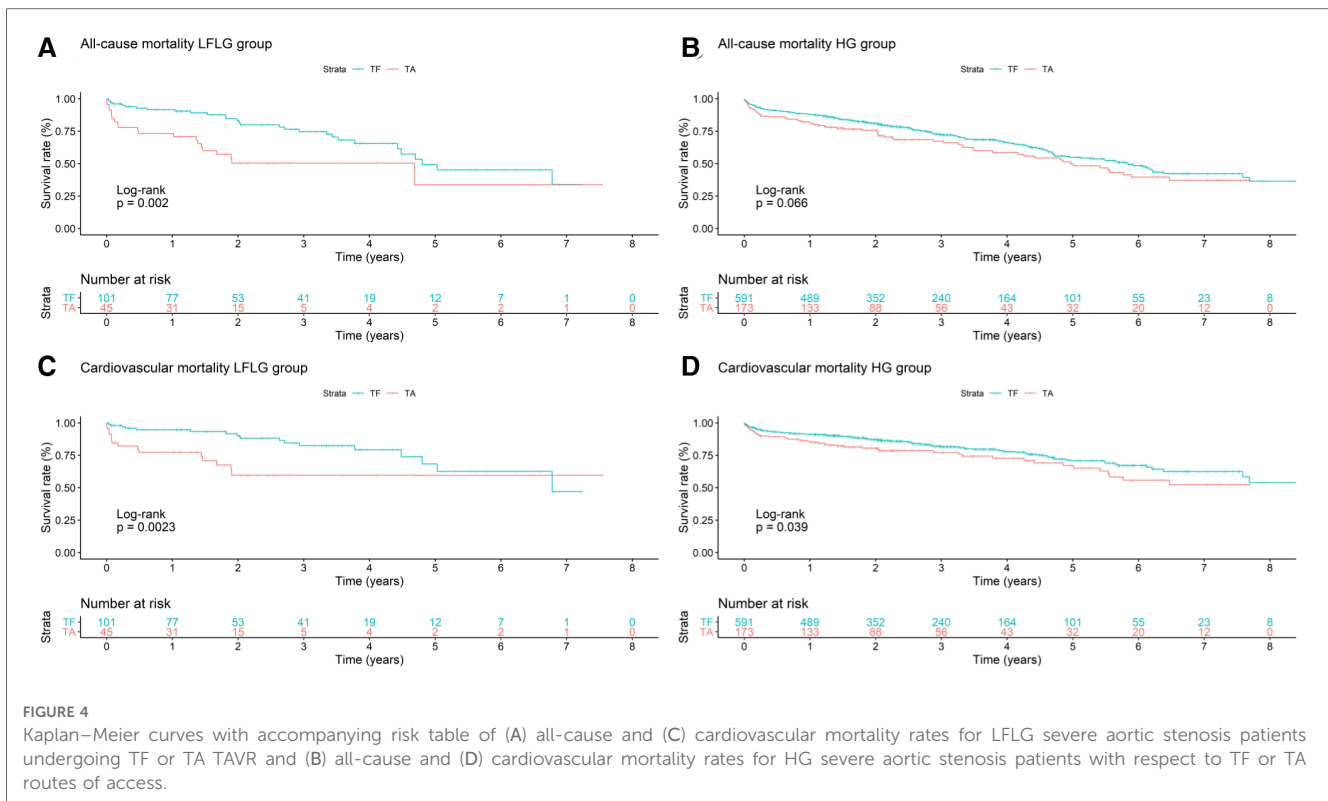 A All-cause mortality LFLG group
Strata TF TA
Survival rate (%)
1.00
0.75
0.50
0.25
0.00
Log-rank
p = 0.002
0 1 2 3 4 5 6 7 8
Time (years)
Number at risk
Strata
TF 101 77 53 41 19 12 7 1 0
TA 45 31 15 5 4 2 2 1 0
0 1 2 3 4 5 6 7 8
Time (years)
B All-cause mortality HG group
Strata TF TA
Survival rate (%)
1.00
0.75
0.50
0.25
0.00
Log-rank
p = 0.066
0 1 2 3 4 5 6 7 8
Time (years)
Number at risk
Strata
TF 591 489 352 240 164 101 55 23 8
TA 173 133 88 56 43 32 20 12 0
0 1 2 3 4 5 6 7 8
Time (years)
C Cardiovascular mortality LFLG group
Strata TF TA
Survival rate (%)
1.00
0.75
0.50
0.25
0.00
Log-rank
p = 0.0023
0 1 2 3 4 5 6 7 8
Time (years)
Number at risk
Strata
TF 101 77 53 41 19 12 7 1 0
TA 45 31 15 5 4 2 2 1 0
0 1 2 3 4 5 6 7 8
Time (years)
D Cardiovascular mortality HG group
Strata TF TA
Survival rate (%)
1.00
0.75
0.50
0.25
0.00
Log-rank
p = 0.039
0 1 2 3 4 5 6 7 8
Time (years)
Number at risk
Strata
TF 591 489 352 240 164 101 55 23 8
TA 173 133 88 56 43 32 20 12 0
0 1 2 3 4 5 6 7 8
Time (years)
FIGURE 4
Kaplan–Meier curves with accompanying risk table of (A) all-cause and (C) cardiovascular mortality rates for LFLG severe aortic stenosis patients
undergoing TF or TA TAVR and (B) all-cause and (D) cardiovascular mortality rates for HG severe aortic stenosis patients with respect to TF or TA
routes of access.